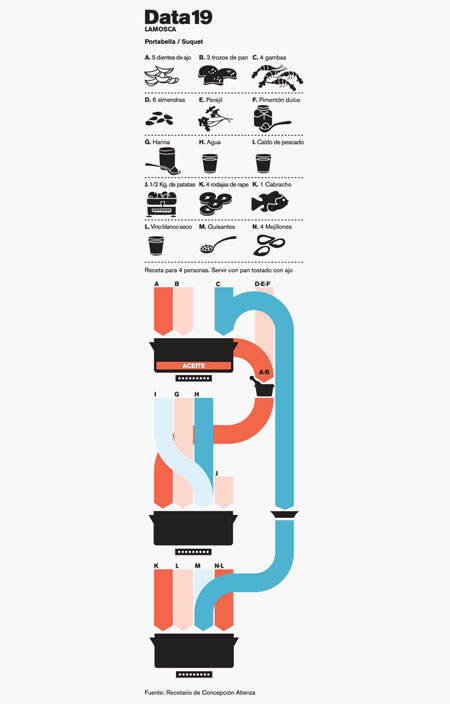 Data19
LAMOSCA
Portabella / Suquet
A. 5 dientes de ajo B. 3 trozos de pan C. 4 gambas
D. 6 almendras E. Perejil F. Pimentón dulce
G. Harina H. Agua I. Caldo de pescado
J. 1/2 Kg. de patatas K. 4 rodajas de rape K. 1 Cabracho
L. Vino blanco seco M. Guisantes N. 4 Mejillones
Receta para 4 personas. Servir con pan tostado con ajo
A B C D-E-F
ACEITE
A-B
I G H
J
K L M N-L
Fuente: Recetario de Concepción Atienza